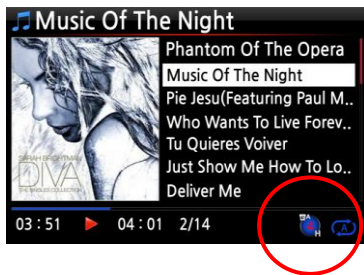 Music Of The Night
Phantom Of The Opera
Music Of The Night
Pie Jesu(Featuring Paul M..
Who Wants To Live Forev..
Tu Quieres Voiver
Just Show Me How To Lo..
Deliver Me
SARAH BRIGHTMAN
DIVA
THE SINGLES COLLECTION
03:51
04:01
2/14
A
H
A